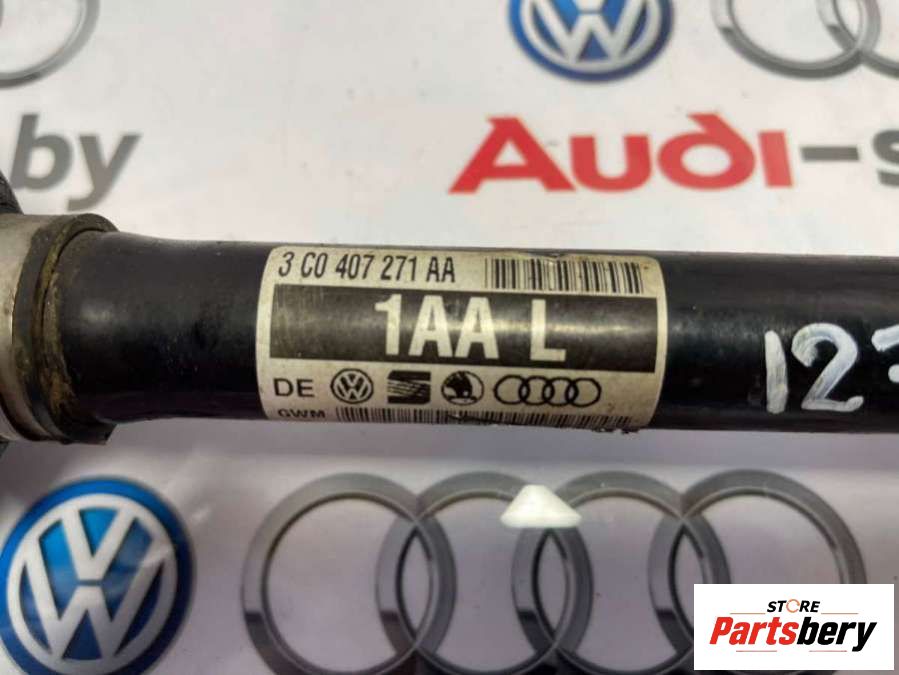 by
Audi-s
3 C0 407 271 AA
1AA L
DE
GWM
12
STORE
Partsbery